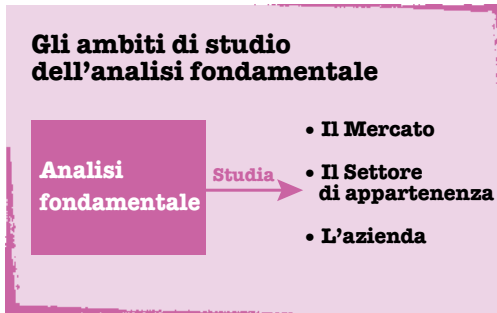 Gli ambiti di studio
dell'analisi fondamentale
Analisi
fondamentale
Studia
• Il Mercato
• Il Settore
di appartenenza
• L'azienda